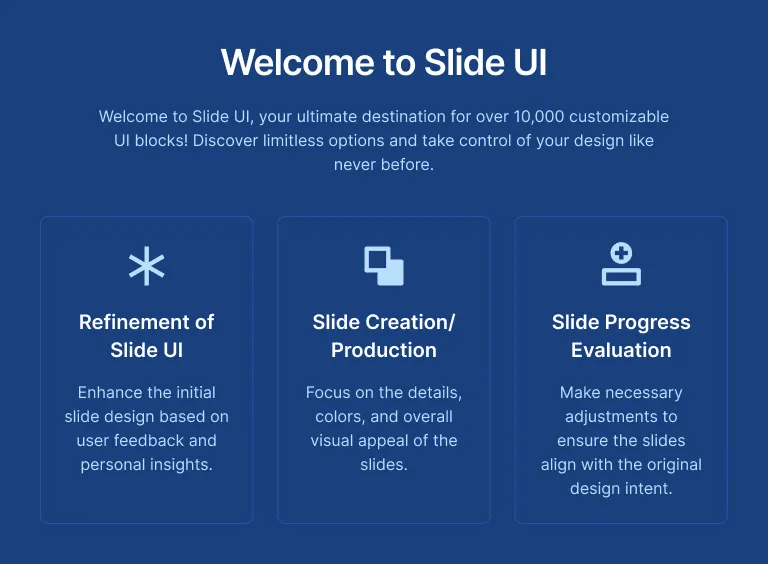 Welcome to Slide UI
Welcome to Slide UI, your ultimate destination for over 10,000 customizable
UI blocks! Discover limitless options and take control of your design like
never before.
Refinement of
Slide UI
Enhance the initial
slide design based on
user feedback and
personal insights.
Slide Creation/
Production
Focus on the details,
colors, and overall
visual appeal of the
slides.
Slide Progress
Evaluation
Make necessary
adjustments to
ensure the slides
align with the original
design intent.